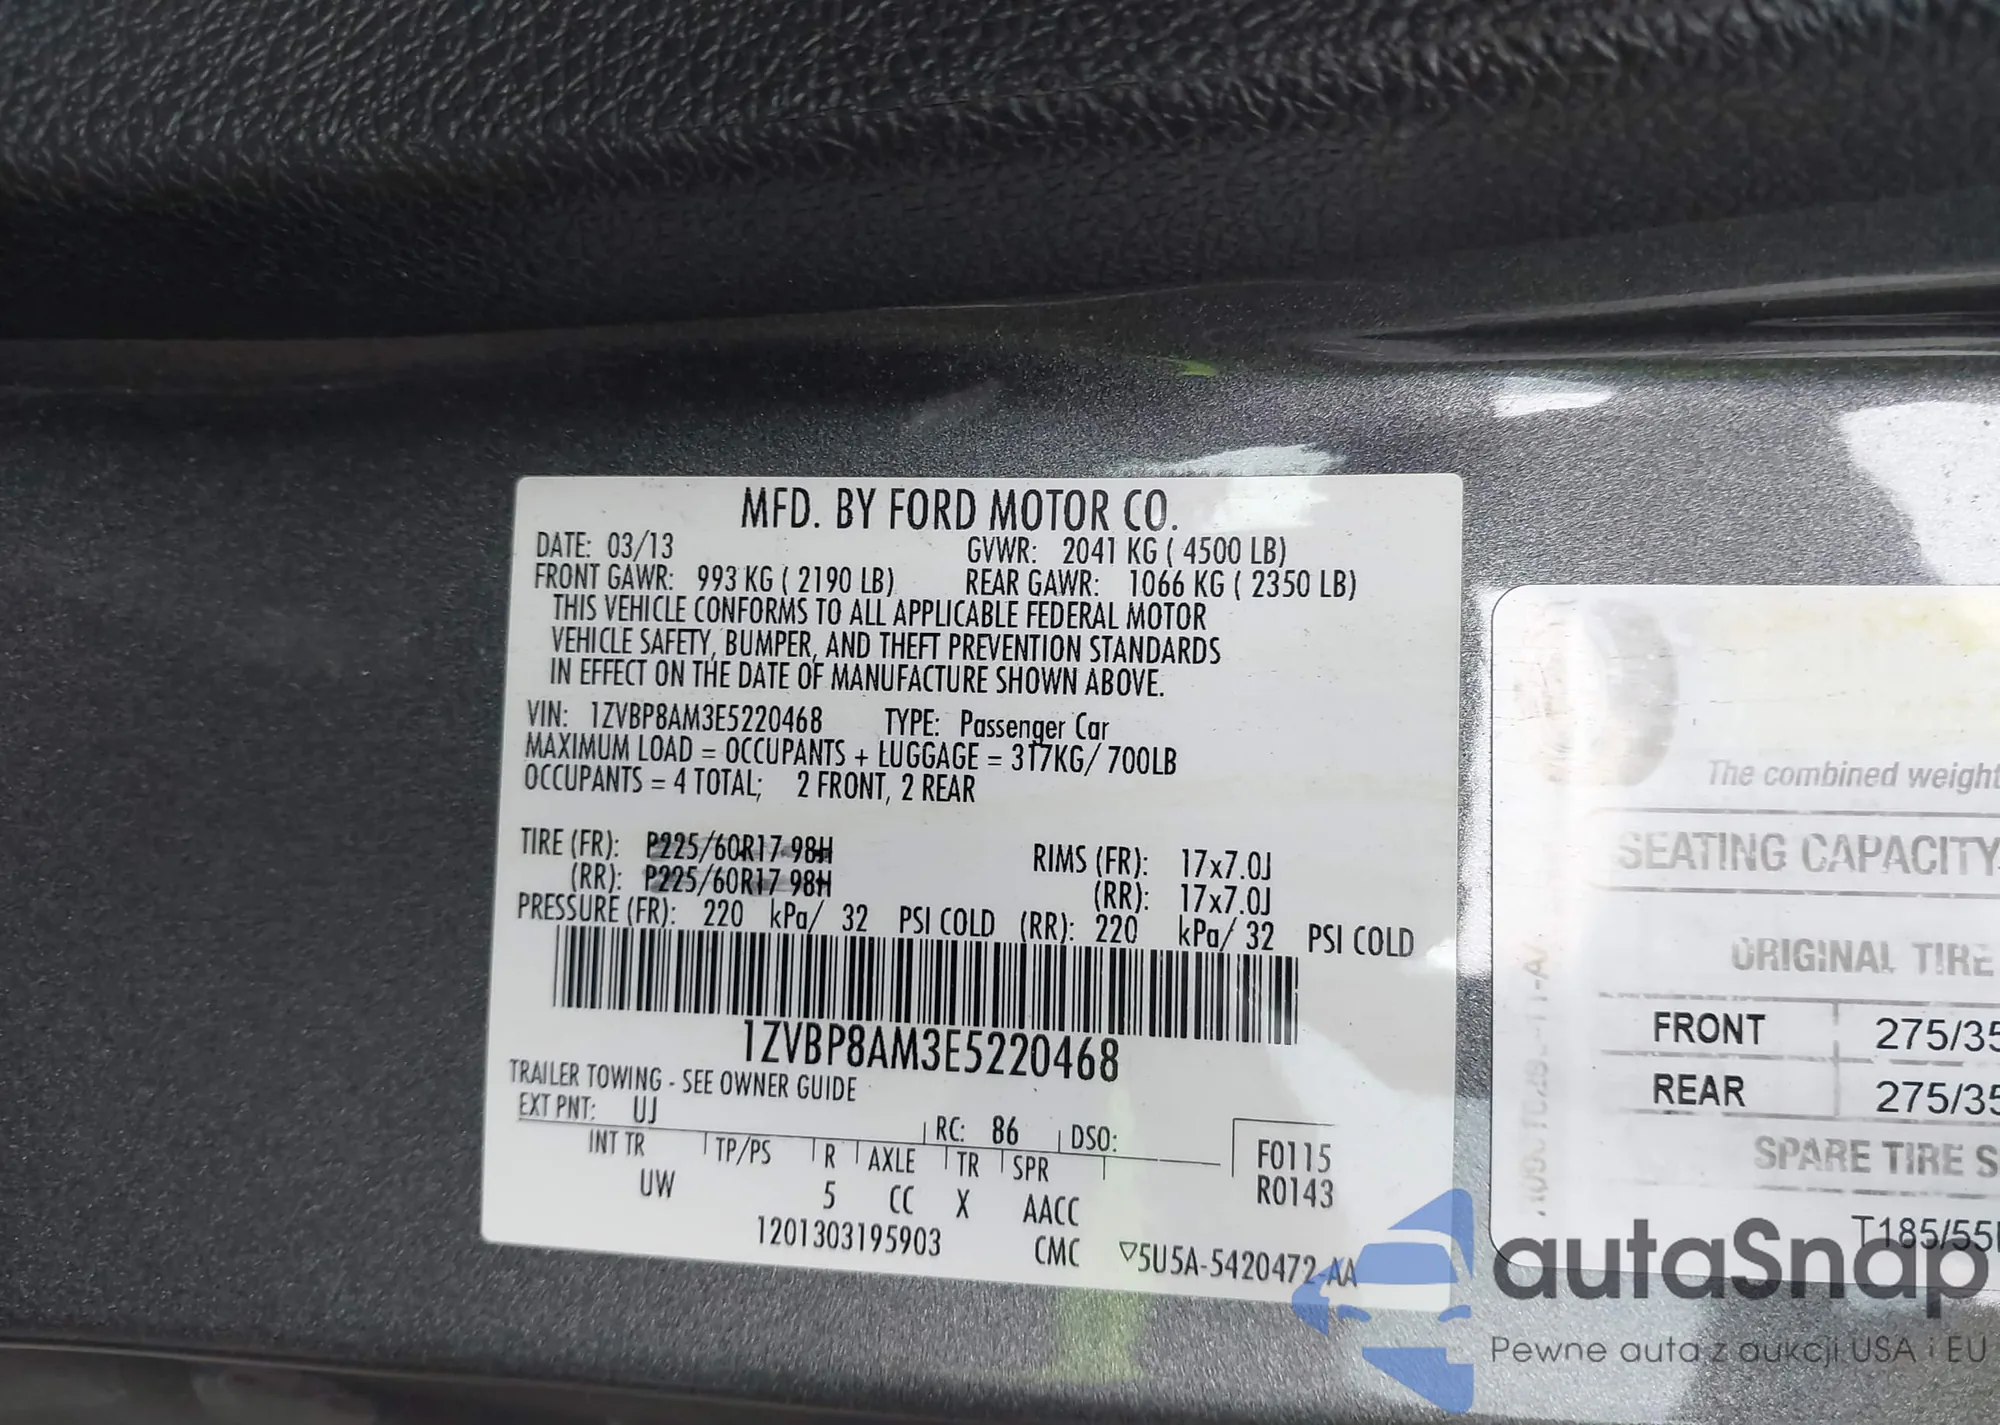 MFD. BY FORD MOTOR CO.
DATE: 03/13 GVWR: 2041 KG ( 4500 LB)
FRONT GAWR: 993 KG ( 2190 LB) REAR GAWR: 1066 KG ( 2350 LB)
THIS VEHICLE CONFORMS TO ALL APPLICABLE FEDERAL MOTOR
VEHICLE SAFETY, BUMPER, AND THEFT PREVENTION STANDARDS
IN EFFECT ON THE DATE OF MANUFACTURE SHOWN ABOVE.
VIN: 1ZVBP8AM3E5220468 TYPE: Passenger Car
MAXIMUM LOAD = OCCUPANTS + LUGGAGE = 317KG/ 700LB
OCCUPANTS = 4 TOTAL; 2 FRONT, 2 REAR
TIRE (FR): P225/60R17 98H RIMS (FR): 17x7.0J
(RR): P225/60R17 98H (RR): 17x7.0J
PRESSURE (FR): 220 kPa/ 32 PSI COLD (RR): 220 kPa/ 32 PSI COLD
1ZVBP8AM3E5220468
TRAILER TOWING - SEE OWNER GUIDE
EXT PNT: UJ RC: 86 DSO: F0115
INT TR TP/PS R AXLE TR SPR R0143
UW 5 CC X AACC
1201303195903 CMC ▽5U5A-5420472-AA
The combined weight
SEATING CAPACITY
ORIGINAL TIRE
FRONT 275/35
REAR 275/35
SPARE TIRE S
T185/55
autaSnap
Pewne auta z aukcji USA i EU